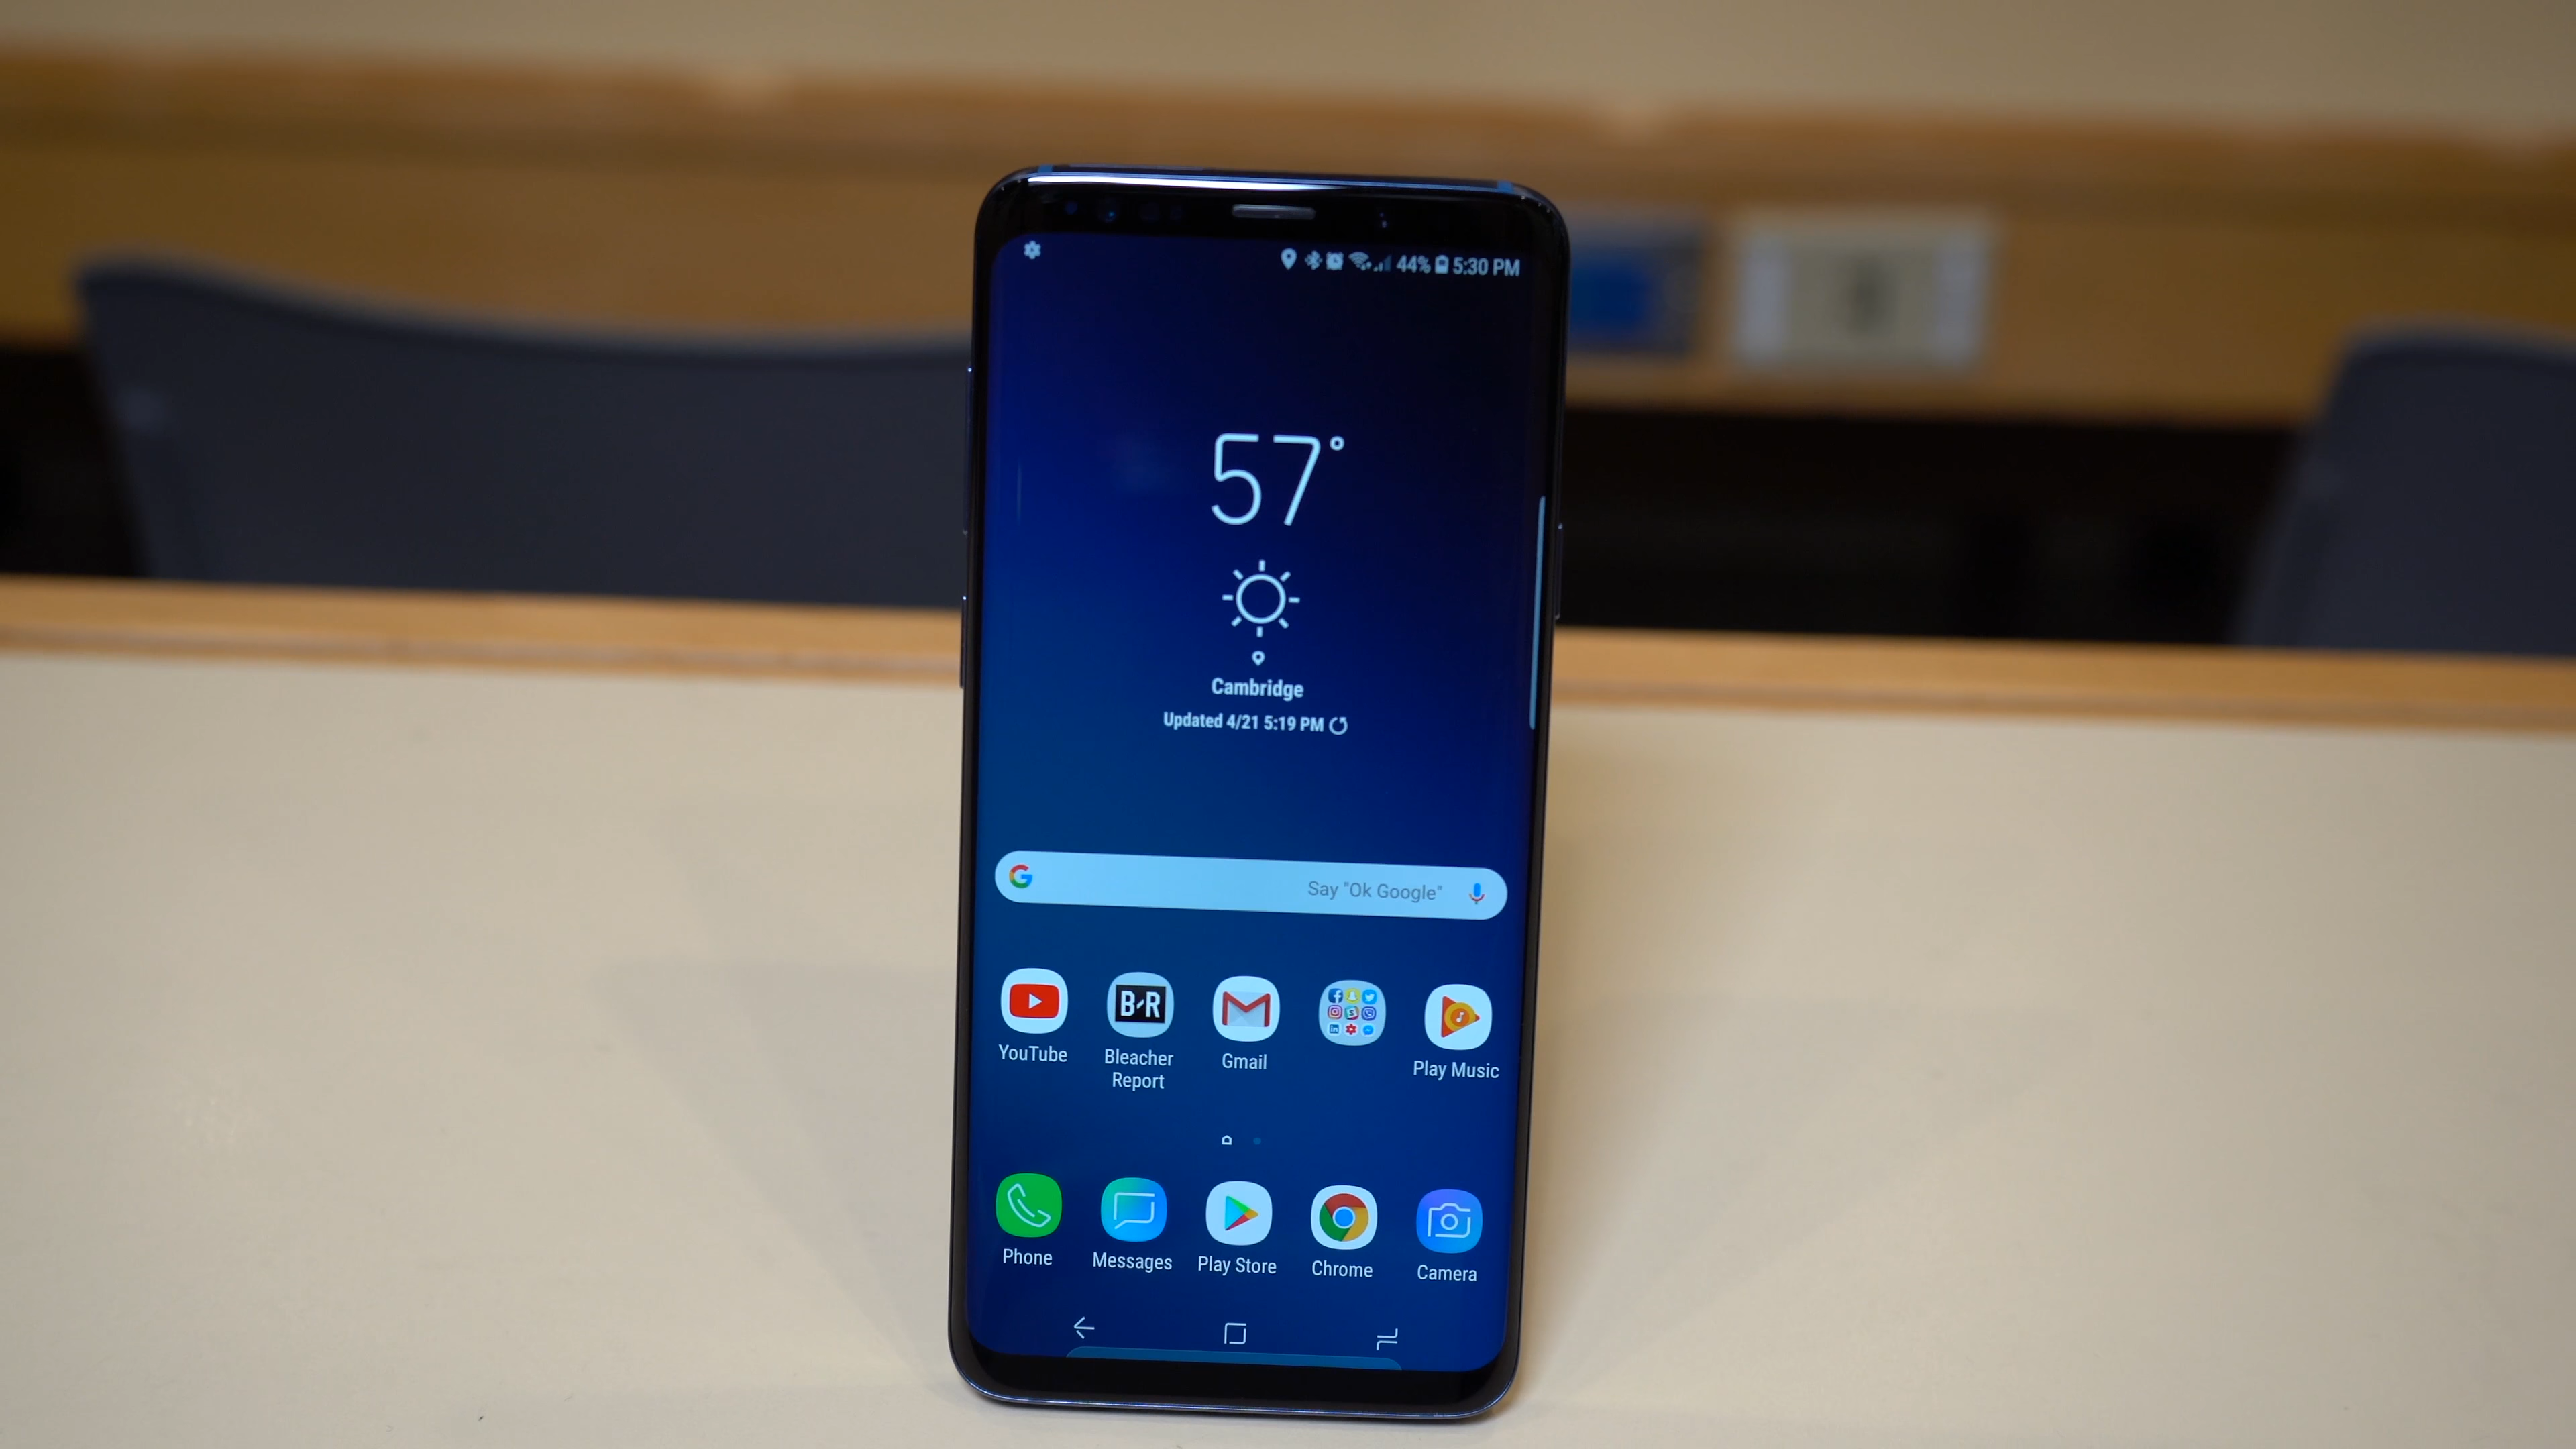 44% 5:30 PM
57°
Cambridge
Updated 4/21 5:19 PM
G Say "Ok Google"
YouTube B/R Bleacher Report Gmail Play Music
Phone Messages Play Store Chrome Camera